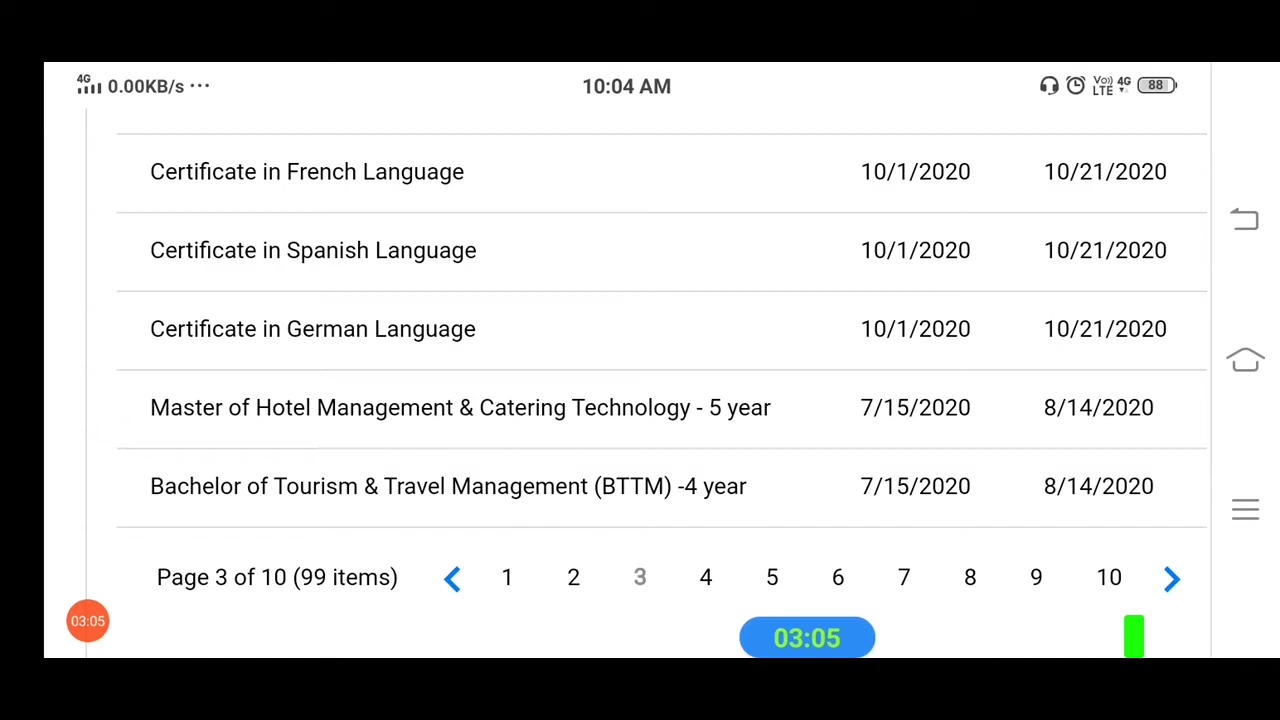 4G 0.00KB/s ··· 10:04 AM Vo)) LTE 4G 88
Certificate in French Language 10/1/2020 10/21/2020
Certificate in Spanish Language 10/1/2020 10/21/2020
Certificate in German Language 10/1/2020 10/21/2020
Master of Hotel Management & Catering Technology - 5 year 7/15/2020 8/14/2020
Bachelor of Tourism & Travel Management (BTTM) -4 year 7/15/2020 8/14/2020
Page 3 of 10 (99 items) 1 2 3 4 5 6 7 8 9 10
03:05
03:05